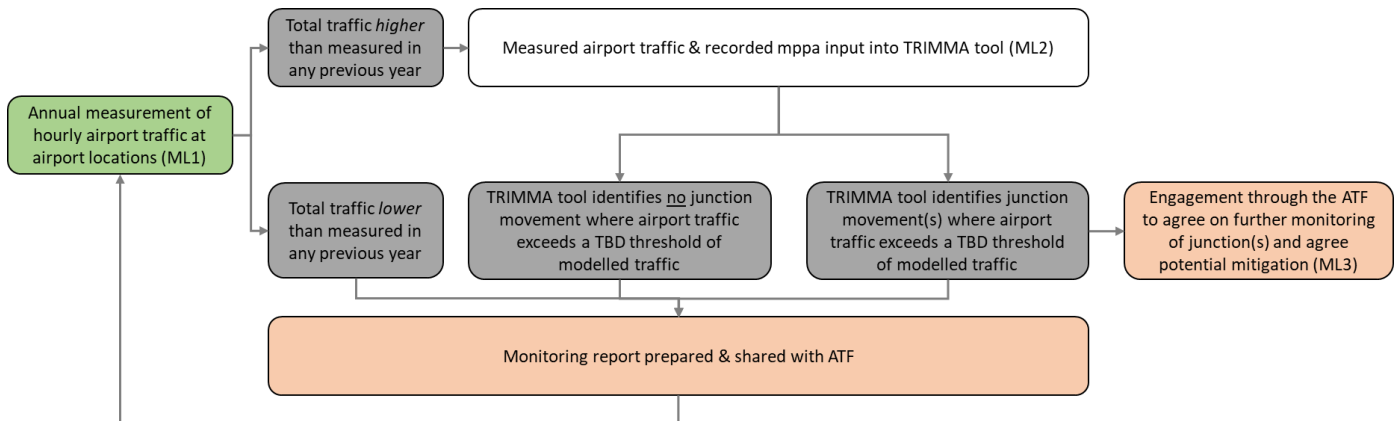 Total traffic higher
than measured in
any previous year
Measured airport traffic & recorded mppa input into TRIMMA tool (ML2)
Annual measurement of
hourly airport traffic at
airport locations (ML1)
Total traffic lower
than measured in
any previous year
TRIMMA tool identifies no junction
movement where airport traffic
exceeds a TBD threshold of
modelled traffic
TRIMMA tool identifies junction
movement(s) where airport
traffic exceeds a TBD threshold
of modelled traffic
Engagement through the ATF
to agree on further monitoring
of junction(s) and agree
potential mitigation (ML3)
Monitoring report prepared & shared with ATF